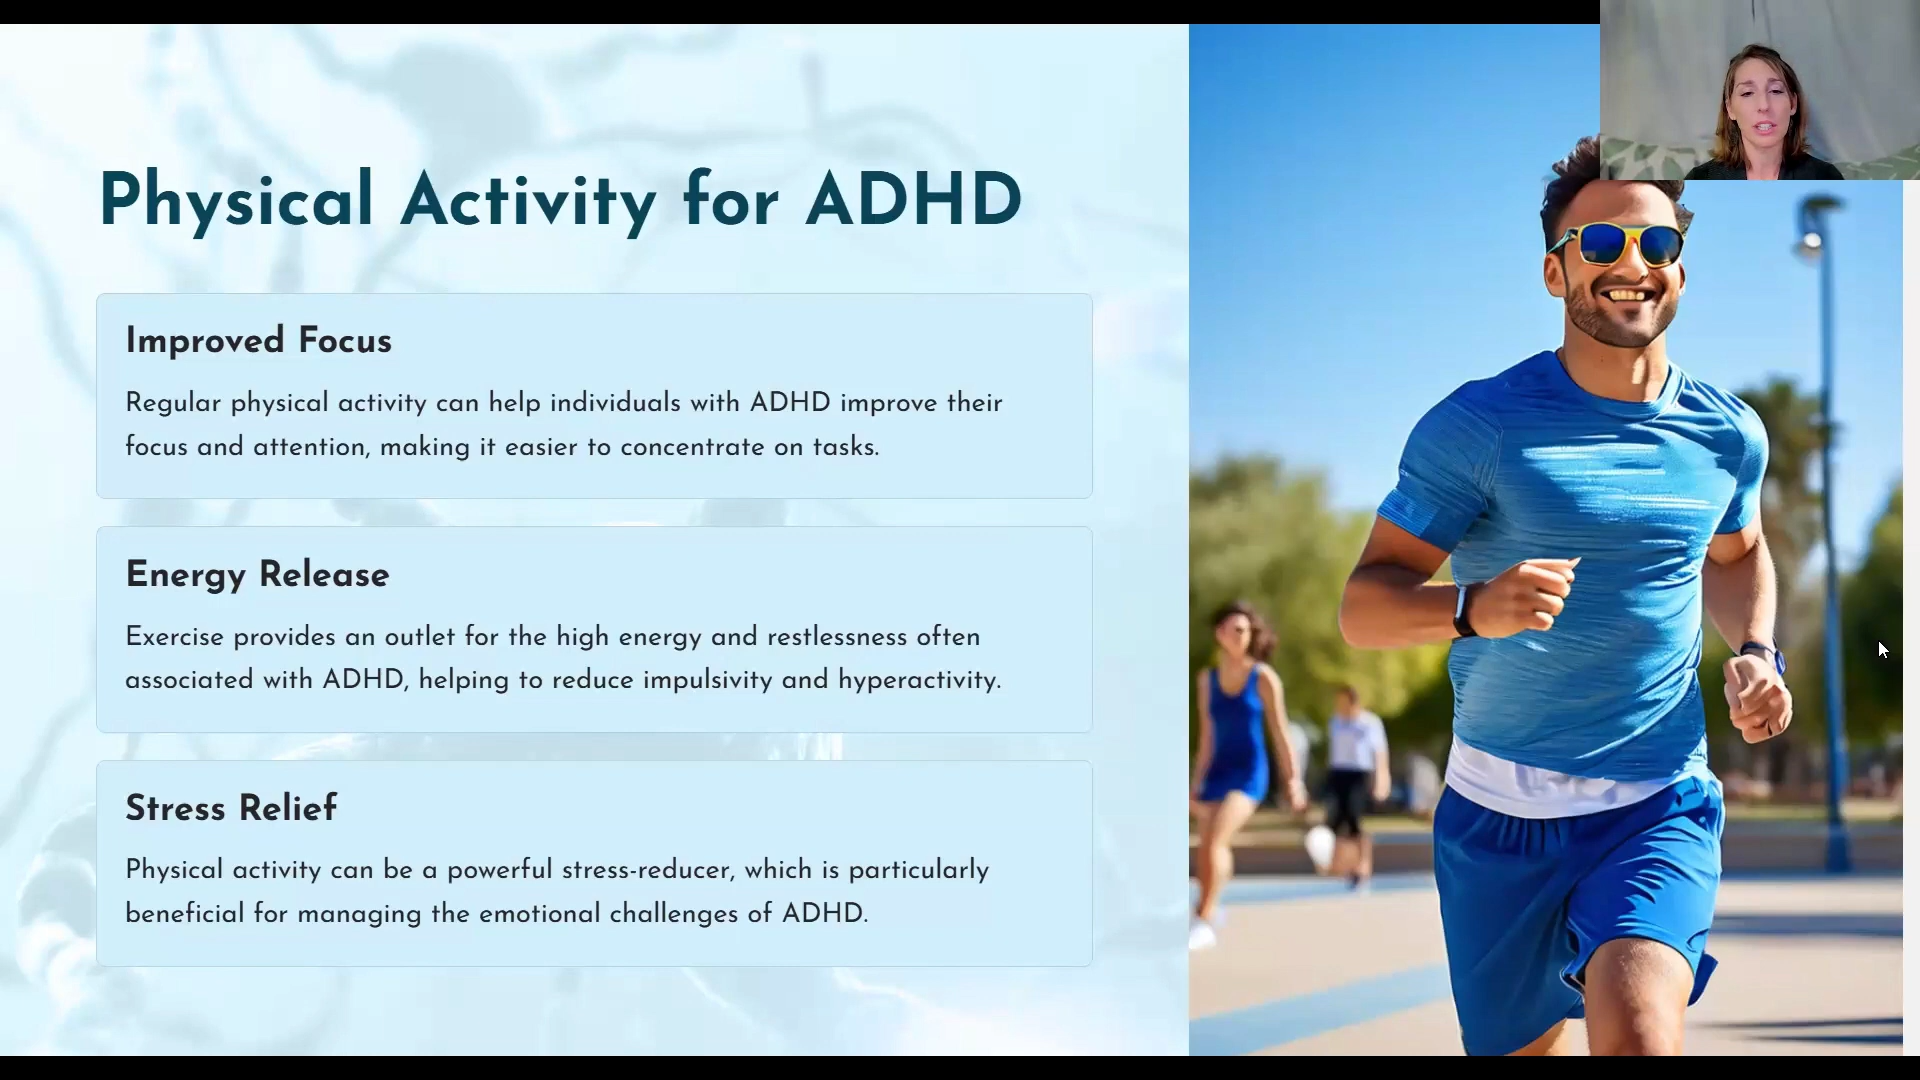 Physical Activity for ADHD
Improved Focus
Regular physical activity can help individuals with ADHD improve their
focus and attention, making it easier to concentrate on tasks.
Energy Release
Exercise provides an outlet for the high energy and restlessness often
associated with ADHD, helping to reduce impulsivity and hyperactivity.
Stress Relief
Physical activity can be a powerful stress-reducer, which is particularly
beneficial for managing the emotional challenges of ADHD.